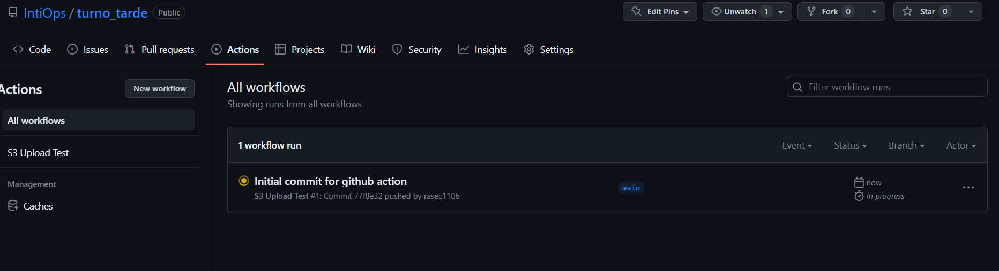 IntiOps / turno_tarde Public
Edit Pins Unwatch 1 Fork 0 Star 0
Code Issues Pull requests Actions Projects Wiki Security Insights Settings
Actions
New workflow
All workflows
S3 Upload Test
Management
Caches
All workflows
Showing runs from all workflows
Filter workflow runs
1 workflow run
Event Status Branch Actor
Initial commit for github action
S3 Upload Test #1: Commit 77f8e32 pushed by rasec1106
main
now
In progress